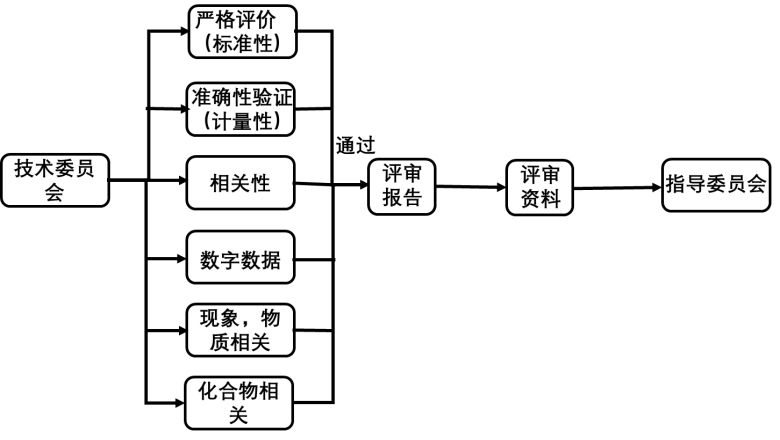 严格评价
（标准性）
准确性验证
（计量性）
通过
技术委员
会
相关性
评审
报告
评审
资料
指导委员会
数字数据
现象，物
质相关
化合物相
关